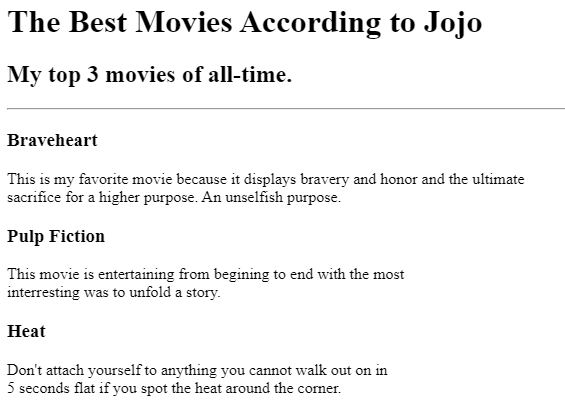 The Best Movies According to Jojo
My top 3 movies of all-time.
Braveheart
This is my favorite movie because it displays bravery and honor and the ultimate
sacrifice for a higher purpose. An unselfish purpose.
Pulp Fiction
This movie is entertaining from begining to end with the most
interresting was to unfold a story.
Heat
Don't attach yourself to anything you cannot walk out on in
5 seconds flat if you spot the heat around the corner.